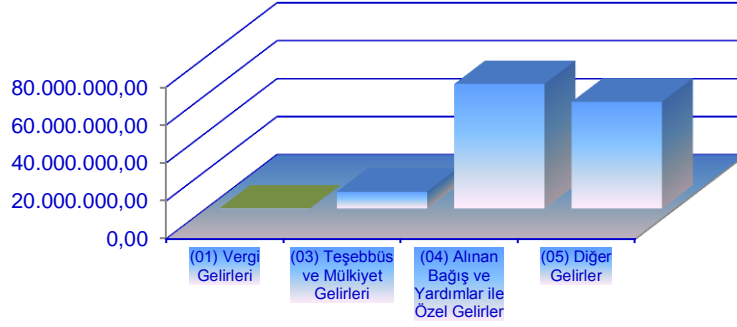 80.000.000,00
60.000.000,00
40.000.000,00
20.000.000,00
0,00
(01) Vergi
Gelirleri
(03) Teşebbüs
ve Mülkiyet
Gelirleri
(04) Alınan
Bağış ve
Yardımlar ile
Özel Gelirler
(05) Diğer
Gelirler